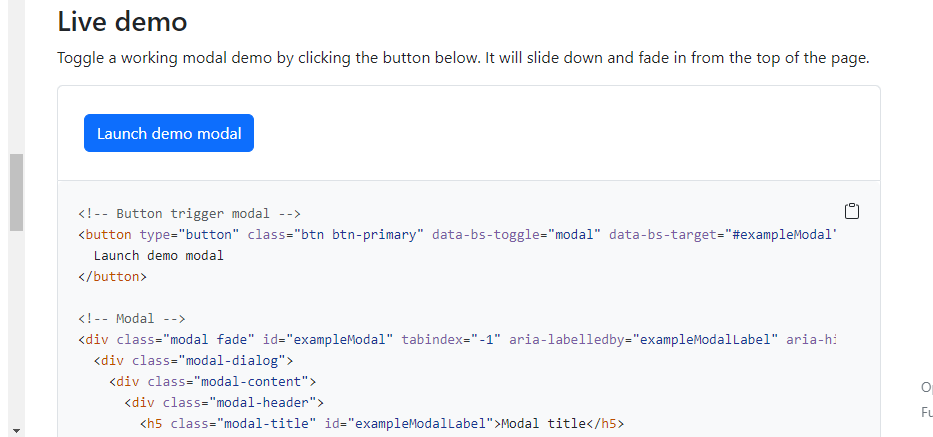 Live demo
Toggle a working modal demo by clicking the button below. It will slide down and fade in from the top of the page.
Launch demo modal
<!-- Button trigger modal -->
<button type="button" class="btn btn-primary" data-bs-toggle="modal" data-bs-target="#exampleModal"
Launch demo modal
</button>
<!-- Modal -->
<div class="modal fade" id="exampleModal" tabindex="-1" aria-labelledby="exampleModalLabel" aria-hi
<div class="modal-dialog">
<div class="modal-content">
<div class="modal-header">
<h5 class="modal-title" id="exampleModalLabel">Modal title</h5>